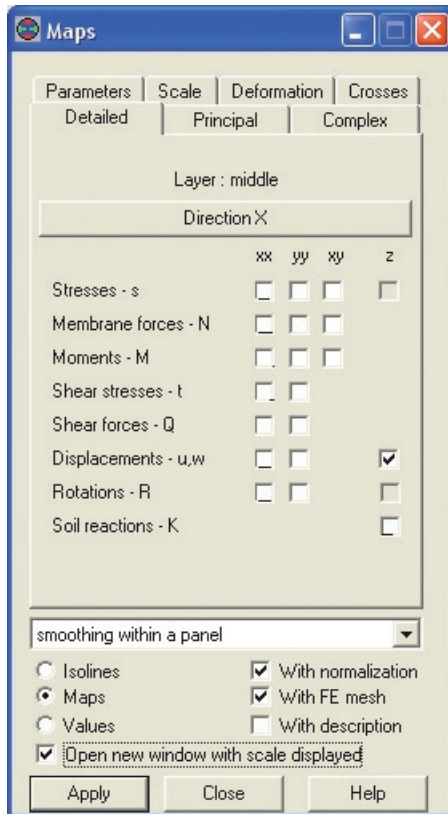 Maps
Parameters Scale Deformation Crosses
Detailed Principal Complex
Layer : middle
Direction X
xx yy xy z
Stresses - s
Membrane forces - N
Moments - M
Shear stresses - t
Shear forces - Q
Displacements - u,w
Rotations - R
Soil reactions - K
smoothing within a panel
Isolines With normalization
Maps With FE mesh
Values With description
Open new window with scale displayed
Apply Close Help